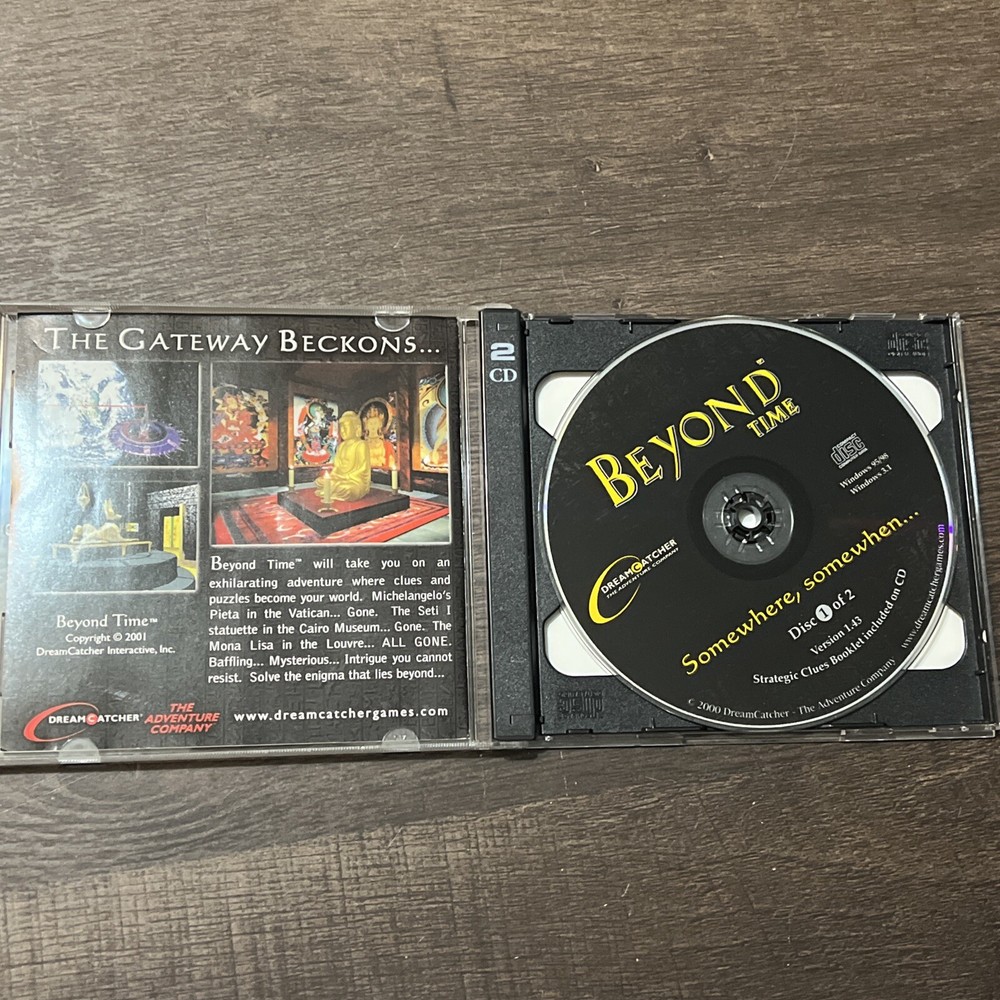 THE GATEWAY BECKONS...
Beyond Time™ will take you on an
exhilarating adventure where clues and
puzzles become your world. Michelangelo's
Pieta in the Vatican... Gone. The Seti I
statuette in the Cairo Museum... Gone. The
Mona Lisa in the Louvre... ALL GONE.
Baffling... Mysterious... Intrigue you cannot
resist. Solve the enigma that lies beyond...
Beyond Time™
Copyright © 2001
DreamCatcher Interactive, Inc.
DREAMCATCHER®
THE
ADVENTURE
COMPANY
www.dreamcatchergames.com
2
CD
BEYOND™
TIME
COMPACT
disc
Windows 95/98
Windows 3.1
DREAMCATCHER
THE ADVENTURE COMPANY
Somewhere, somewhen...
Disc 1 of 2
Version 1.43
Strategic Clues Booklet included on CD
© 2000 DreamCatcher - The Adventure Company
www.dreamcatchergames.com
disc
disc